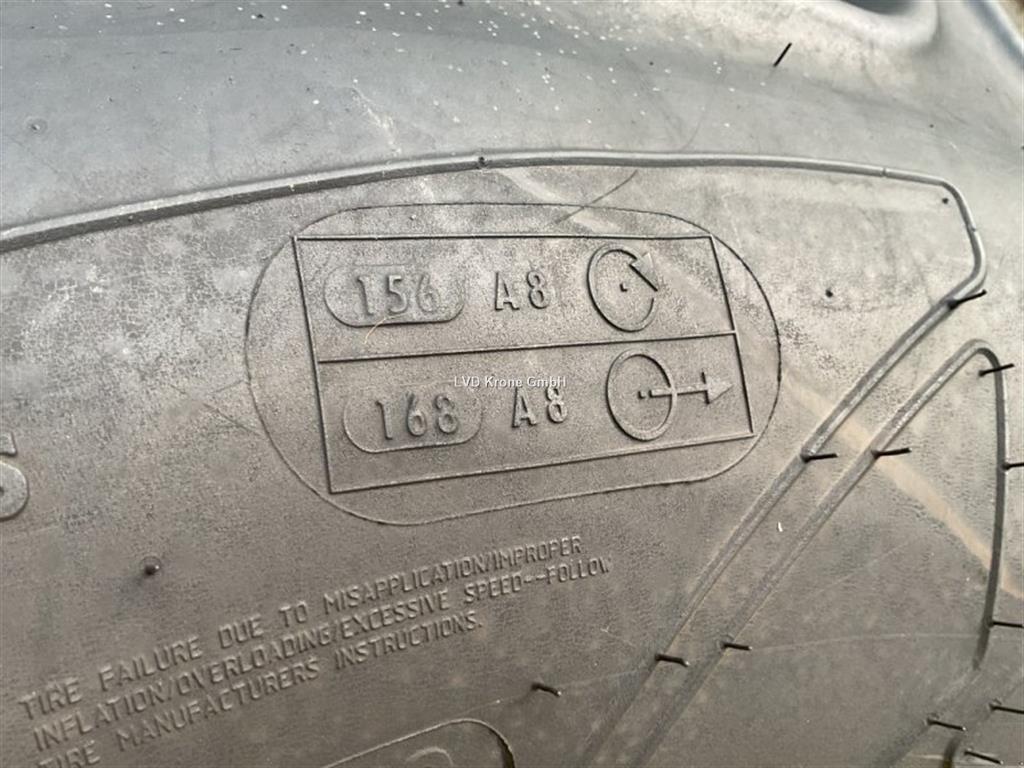 156 A8
LVD Krone GmbH
168 A8
TIRE FAILURE DUE TO MISAPPLICATION/IMPROPER
INFLATION/OVERLOADING/EXCESSIVE SPEED--FOLLOW
TIRE MANUFACTURERS INSTRUCTIONS.